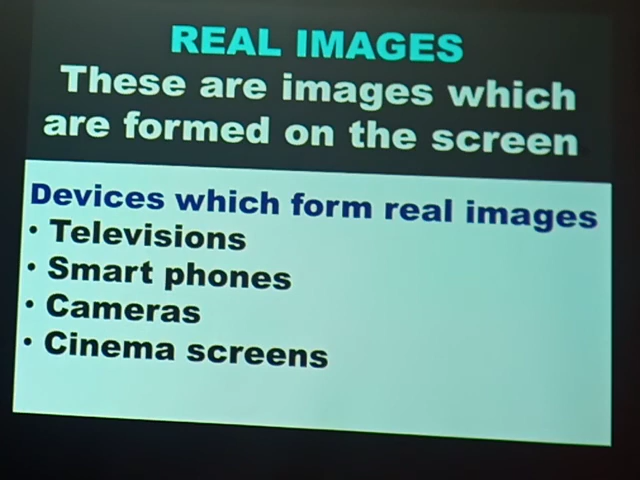 REAL IMAGES
These are images which
are formed on the screen
Devices which form real images
• Televisions
• Smart phones
• Cameras
• Cinema screens